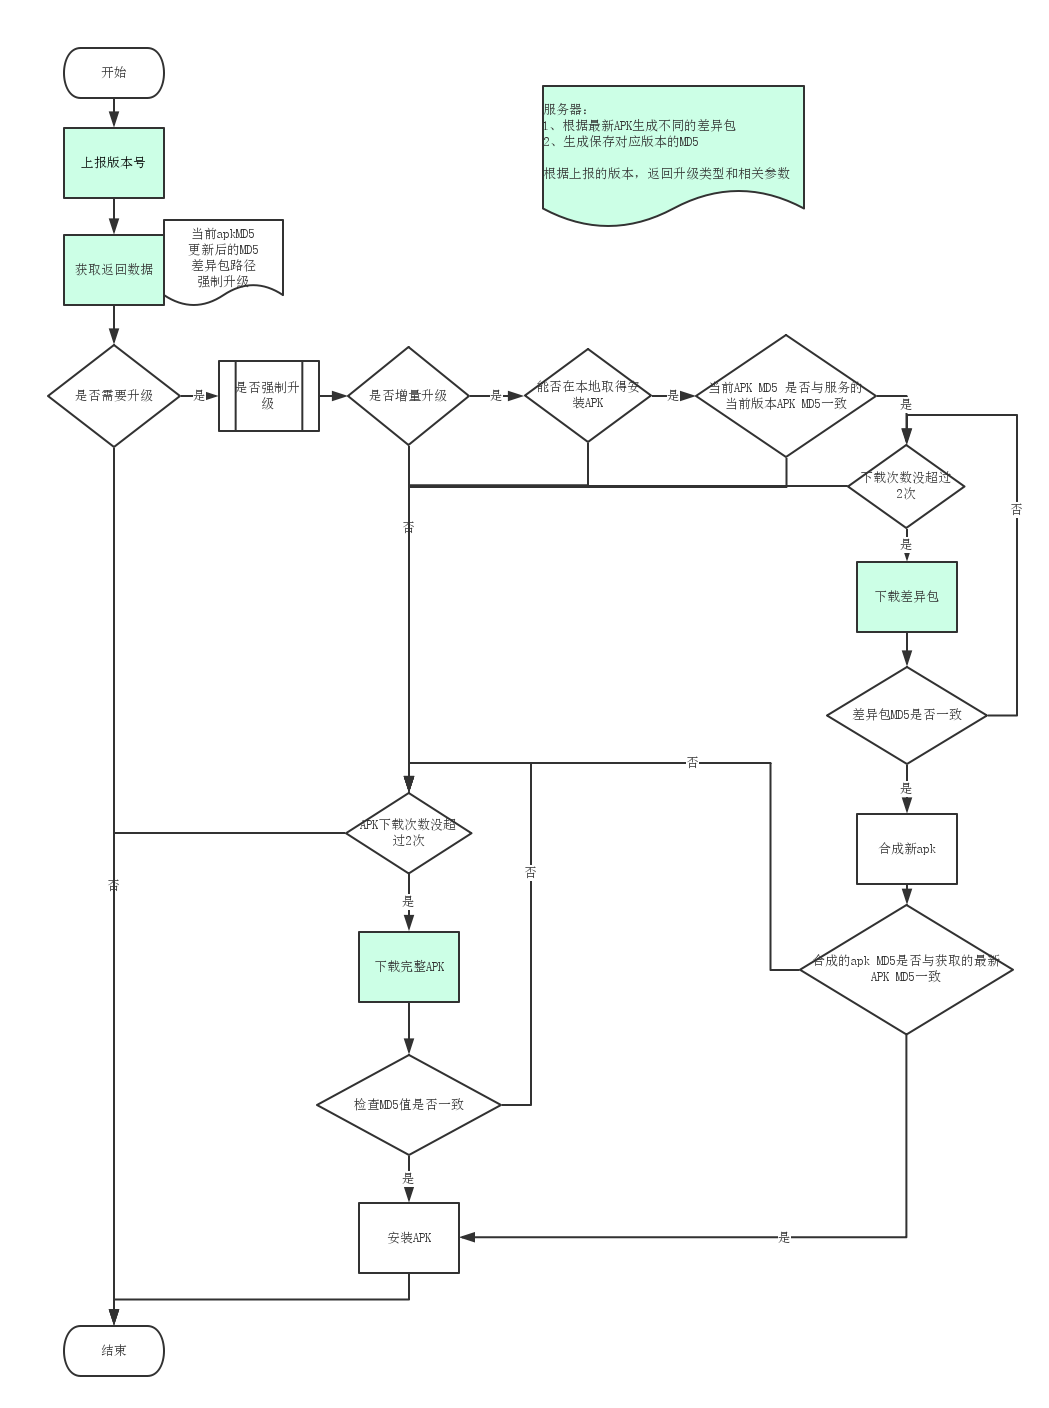 开始
服务器：
1、根据最新APK生成不同的差异包
2、生成保存对应版本的MD5
根据上报的版本，返回升级类型和相关参数
上报版本号
获取返回数据
当前apkMD5
更新后的MD5
差异包路径
强制升级
是否需要升级
是
是否强制升
级
是否增量升级
是
能否在本地取得安
装APK
是
当前APK MD5 是否与服务的
当前版本APK MD5一致
是
下载次数没超过
2次
否
否
是
下载差异包
差异包MD5是否一致
否
是
APK下载次数没超
过2次
合成新apk
否
否
是
下载完整APK
合成的apk MD5是否与获取的最新
APK MD5一致
检查MD5值是否一致
是
安装APK
是
结束